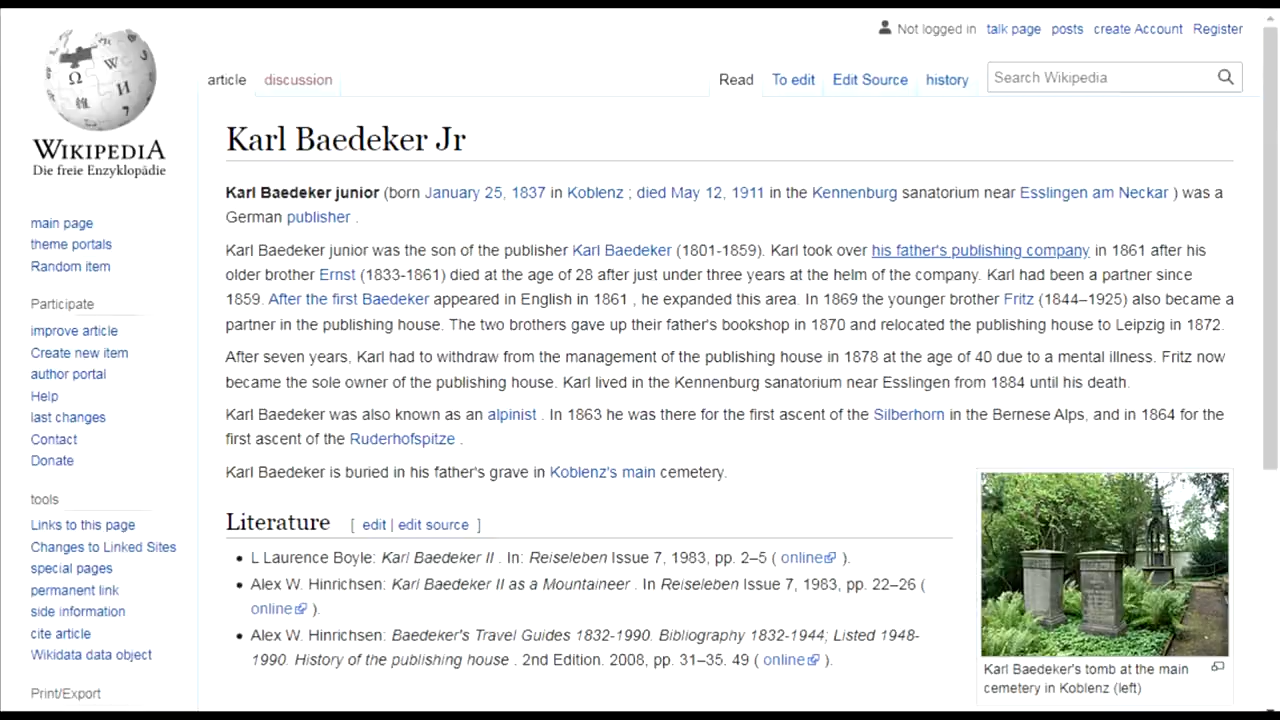 Not logged in talk page posts create Account Register
article discussion Read To edit Edit Source history Search Wikipedia
WIKIPEDIA
Die freie Enzyklopädie
main page
theme portals
Random item
Participate
improve article
Create new item
author portal
Help
last changes
Contact
Donate
tools
Links to this page
Changes to Linked Sites
special pages
permanent link
side information
cite article
Wikidata data object
Print/Export
Karl Baedeker Jr
Karl Baedeker junior (born January 25, 1837 in Koblenz ; died May 12, 1911 in the Kennenburg sanatorium near Esslingen am Neckar ) was a
German publisher .
Karl Baedeker junior was the son of the publisher Karl Baedeker (1801-1859). Karl took over his father's publishing company in 1861 after his
older brother Ernst (1833-1861) died at the age of 28 after just under three years at the helm of the company. Karl had been a partner since
1859. After the first Baedeker appeared in English in 1861 , he expanded this area. In 1869 the younger brother Fritz (1844–1925) also became a
partner in the publishing house. The two brothers gave up their father's bookshop in 1870 and relocated the publishing house to Leipzig in 1872.
After seven years, Karl had to withdraw from the management of the publishing house in 1878 at the age of 40 due to a mental illness. Fritz now
became the sole owner of the publishing house. Karl lived in the Kennenburg sanatorium near Esslingen from 1884 until his death.
Karl Baedeker was also known as an alpinist . In 1863 he was there for the first ascent of the Silberhorn in the Bernese Alps, and in 1864 for the
first ascent of the Ruderhofspitze .
Karl Baedeker is buried in his father's grave in Koblenz's main cemetery.
Literature [ edit | edit source ]
L Laurence Boyle: Karl Baedeker II . In: Reiseleben Issue 7, 1983, pp. 2–5 ( online ).
Alex W. Hinrichsen: Karl Baedeker II as a Mountaineer . In Reiseleben Issue 7, 1983, pp. 22–26 (
online ).
Alex W. Hinrichsen: Baedeker's Travel Guides 1832-1990. Bibliography 1832-1944; Listed 1948-
1990. History of the publishing house . 2nd Edition. 2008, pp. 31–35. 49 ( online ).
Karl Baedeker's tomb at the main
cemetery in Koblenz (left)